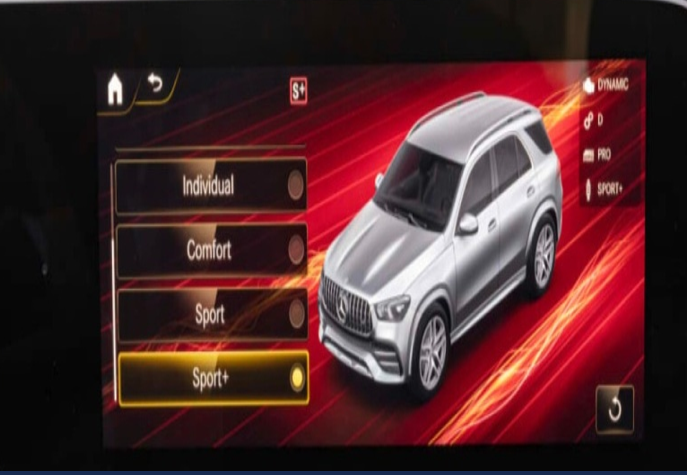 S+
DYNAMIC
D
PRO
SPORT+
Individual
Comfort
Sport
Sport+